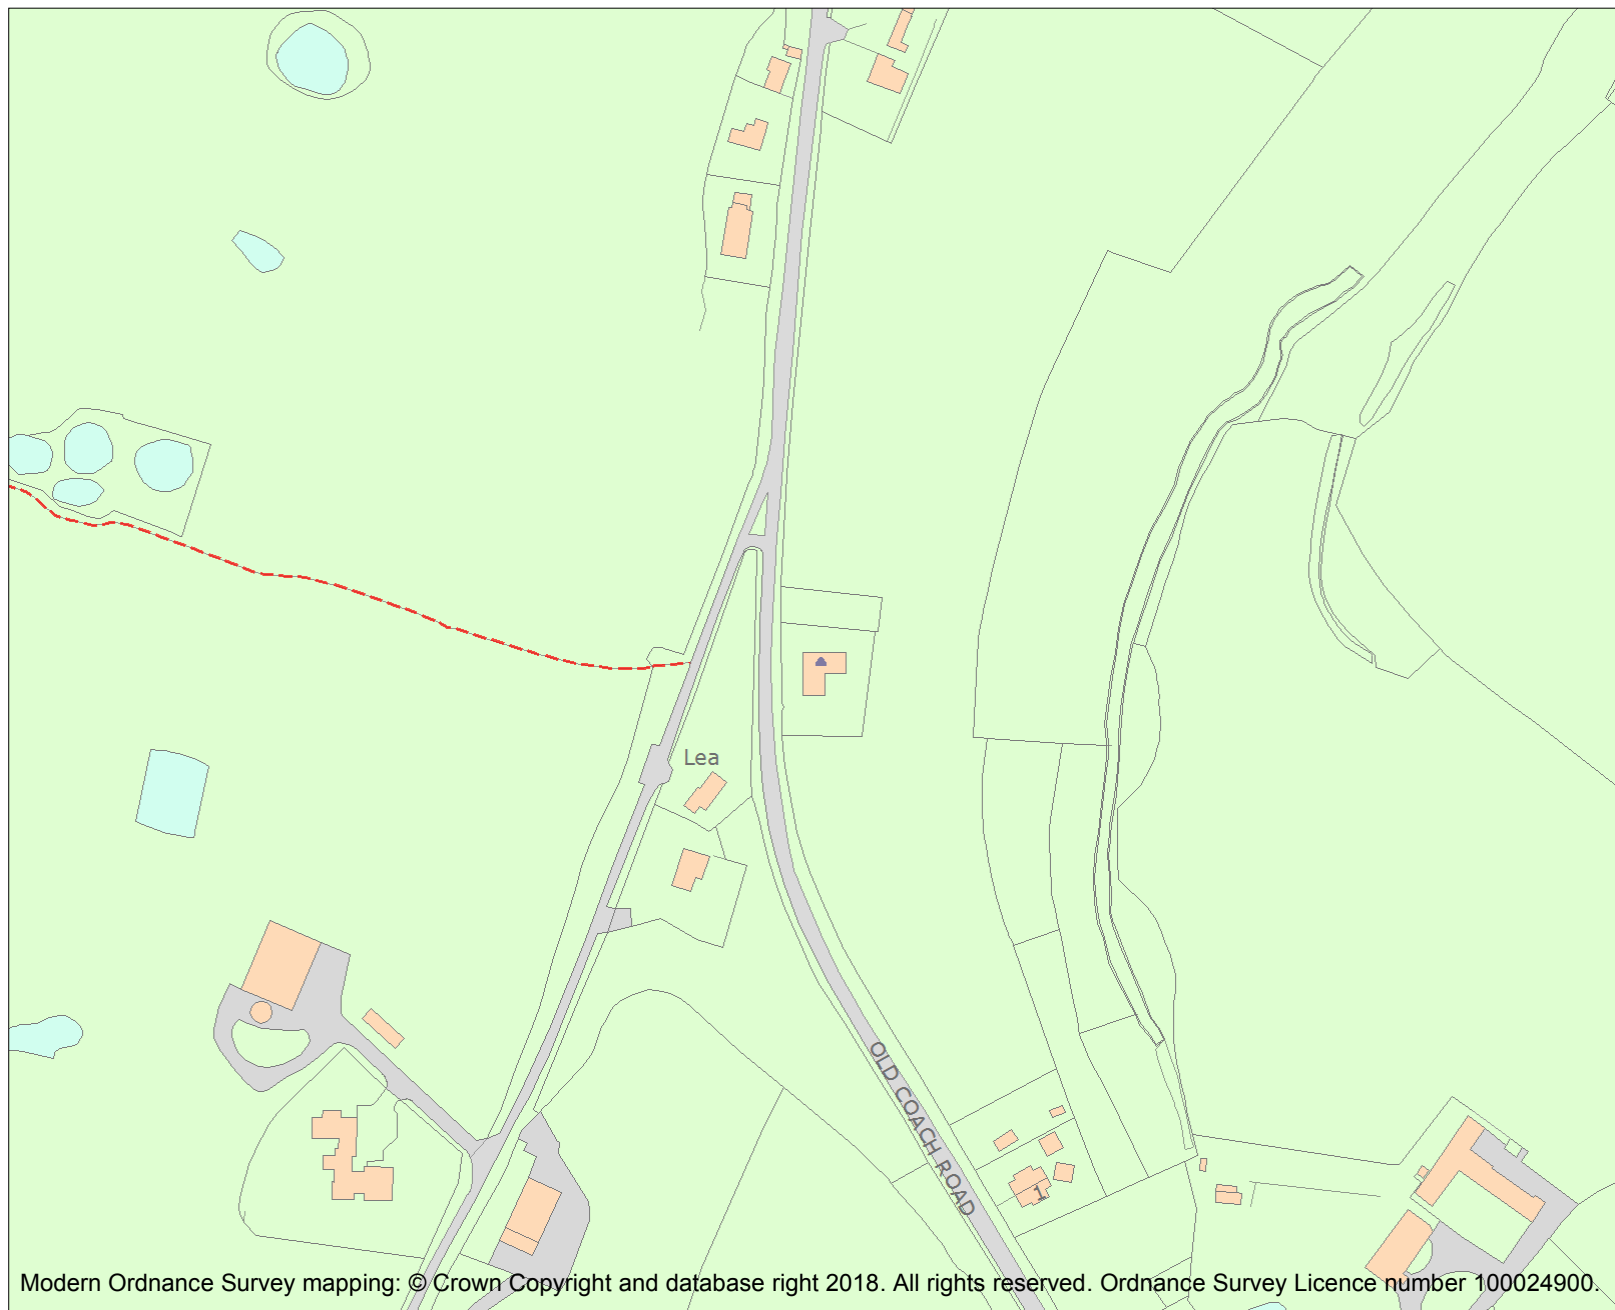 Lea
OLD COACH ROAD
1
Modern Ordnance Survey mapping: © Crown Copyright and database right 2018. All rights reserved. Ordnance Survey Licence number 100024900.